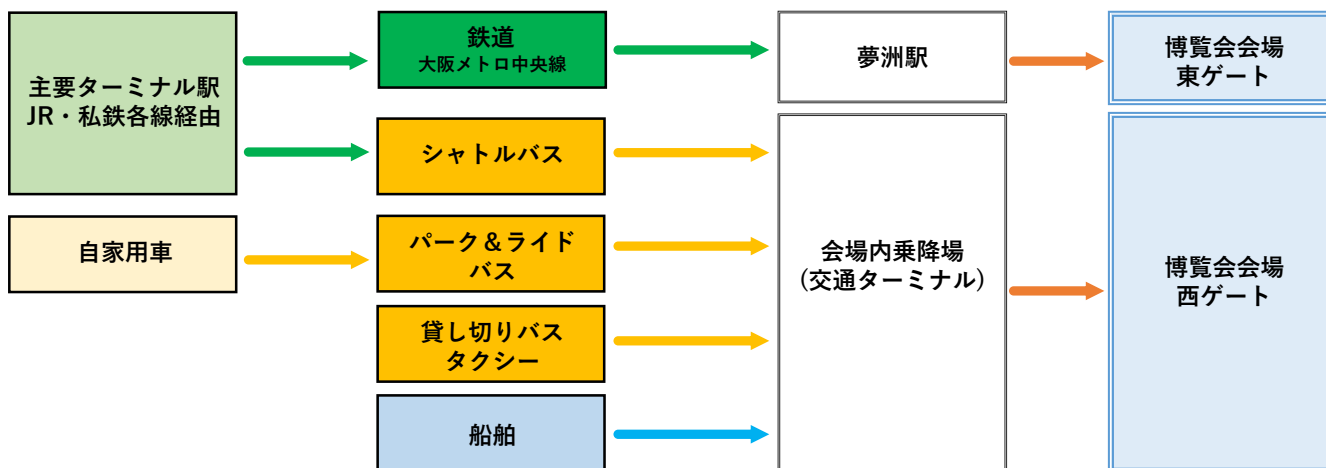 主要ターミナル駅
JR・私鉄各線経由
鉄道
大阪メトロ中央線
夢洲駅
博覧会会場
東ゲート
シャトルバス
自家用車
パーク＆ライド
バス
貸し切りバス
タクシー
船舶
会場内乗降場
(交通ターミナル)
博覧会会場
西ゲート